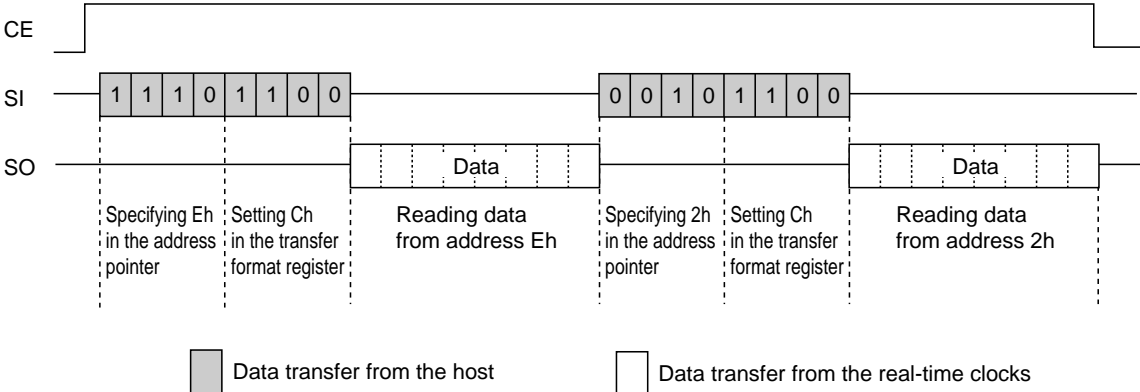 CE
SI
1 1 1 0 1 1 0 0
0 0 1 0 1 1 0 0
SO
Data
Data
Specifying Eh
in the address
pointer
Setting Ch
in the transfer
format register
Reading data
from address Eh
Specifying 2h
in the address
pointer
Setting Ch
in the transfer
format register
Reading data
from address 2h
Data transfer from the host
Data transfer from the real-time clocks